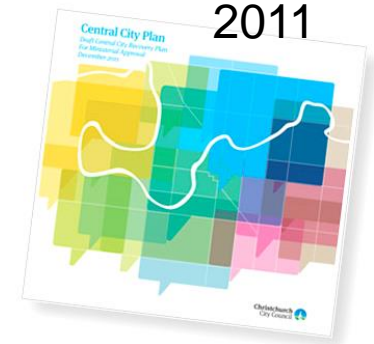 2011
Central City Plan
Draft Central City Recovery Plan
For Ministerial Approval
December 2011
Christchurch
City Council